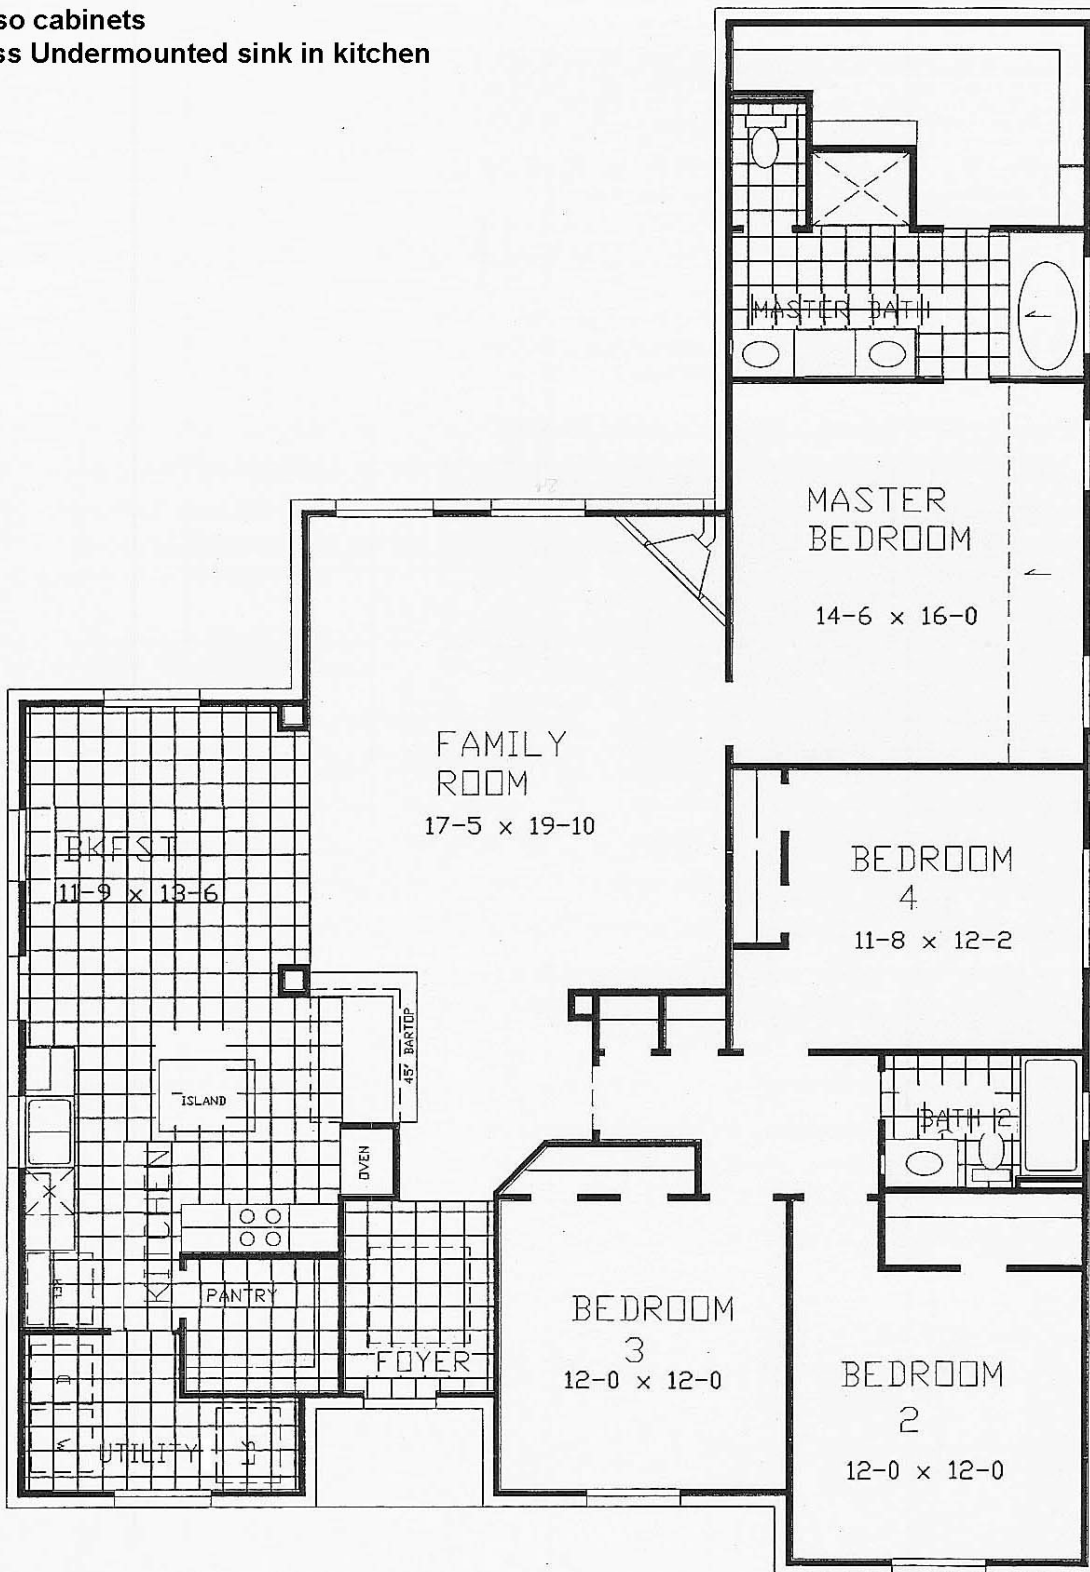 so cabinets
ss Undermounted sink in kitchen
MASTER BATH
MASTER
BEDROOM
14-6 x 16-0
FAMILY
ROOM
17-5 x 19-10
BKFST
11-9 x 13-6
BEDROOM
4
11-8 x 12-2
45" BARTOP
ISLAND
BATH 2
OVEN
KITCHEN
REF
PANTRY
FOYER
BEDROOM
3
12-0 x 12-0
BEDROOM
2
12-0 x 12-0
D
W
UTILITY